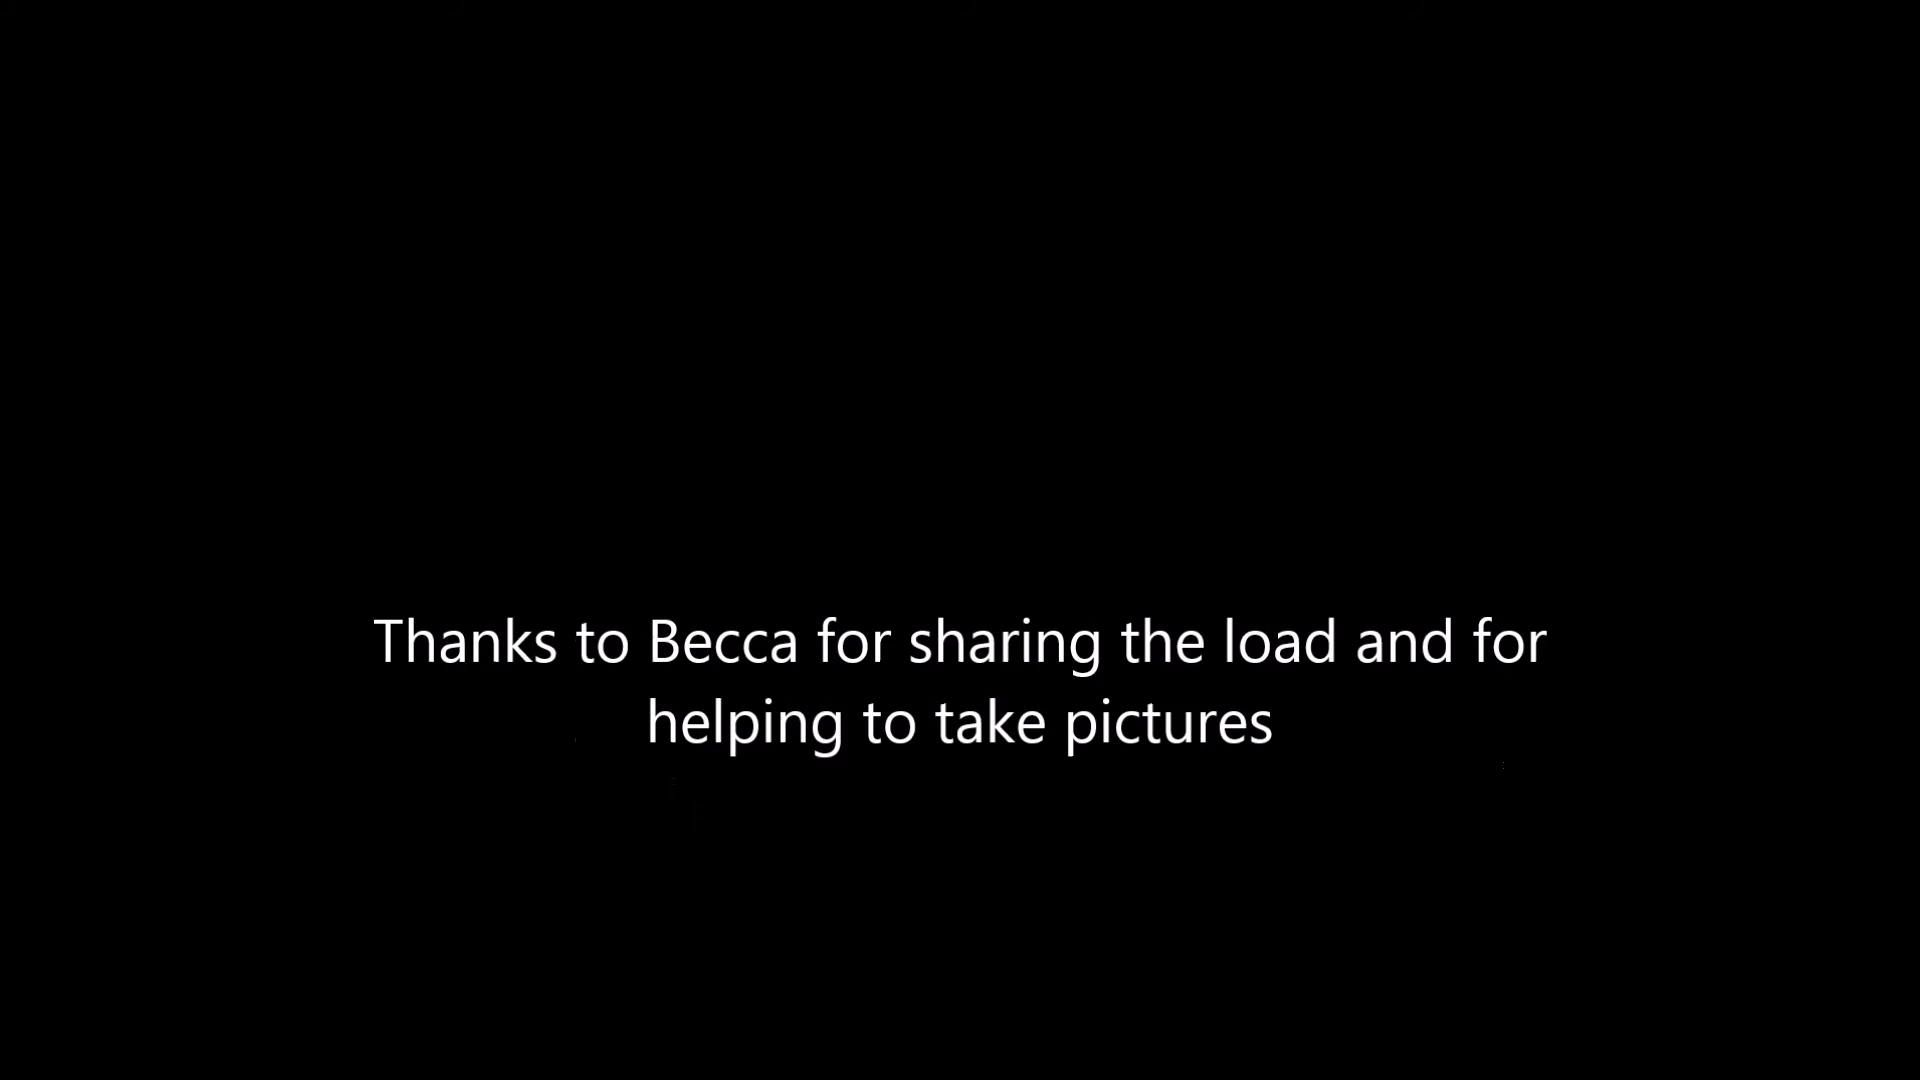 Thanks to Becca for sharing the load and for
helping to take pictures